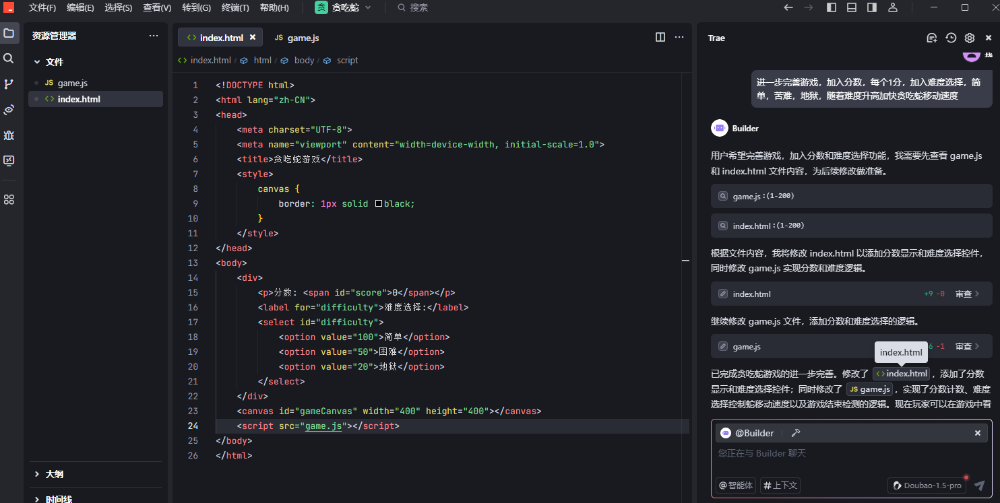 文件(F) 编辑(E) 选择(S) 查看(V) 转到(G) 终端(T) 帮助(H) 贪 贪吃蛇 搜索
资源管理器
文件
JS game.js
index.html
大纲
时间线
index.html JS game.js
index.html / html / body / script
1 <!DOCTYPE html>
2 <html lang="zh-CN">
3 <head>
4 <meta charset="UTF-8">
5 <meta name="viewport" content="width=device-width, initial-scale=1.0">
6 <title>贪吃蛇游戏</title>
7 <style>
8 canvas {
9 border: 1px solid black;
10 }
11 </style>
12 </head>
13 <body>
14 <div>
15 <p>分数: <span id="score">0</span></p>
16 <label for="difficulty">难度选择:</label>
17 <select id="difficulty">
18 <option value="100">简单</option>
19 <option value="50">困难</option>
20 <option value="20">地狱</option>
21 </select>
22 </div>
23 <canvas id="gameCanvas" width="400" height="400"></canvas>
24 <script src="game.js"></script>
25 </body>
26 </html>
Trae
我
进一步完善游戏，加入分数，每个1分，加入难度选择，简
单，苦难，地狱，随着难度升高加快贪吃蛇移动速度
Builder
用户希望完善游戏，加入分数和难度选择功能，我需要先查看 game.js
和 index.html 文件内容，为后续修改做准备。
game.js :(1-200)
index.html :(1-200)
根据文件内容，我将修改 index.html 以添加分数显示和难度选择控件，
同时修改 game.js 实现分数和难度逻辑。
index.html +9 -0 审查
继续修改 game.js 文件，添加分数和难度选择的逻辑。
game.js 6 -1 审查
index.html
已完成贪吃蛇游戏的进一步完善。修改了 index.html ，添加了分数
显示和难度选择控件；同时修改了 JS game.js ，实现了分数计数、难度
选择控制蛇移动速度以及游戏结束检测的逻辑。现在玩家可以在游戏中看
@Builder
您正在与 Builder 聊天
@智能体 #上下文 Doubao-1.5-pro